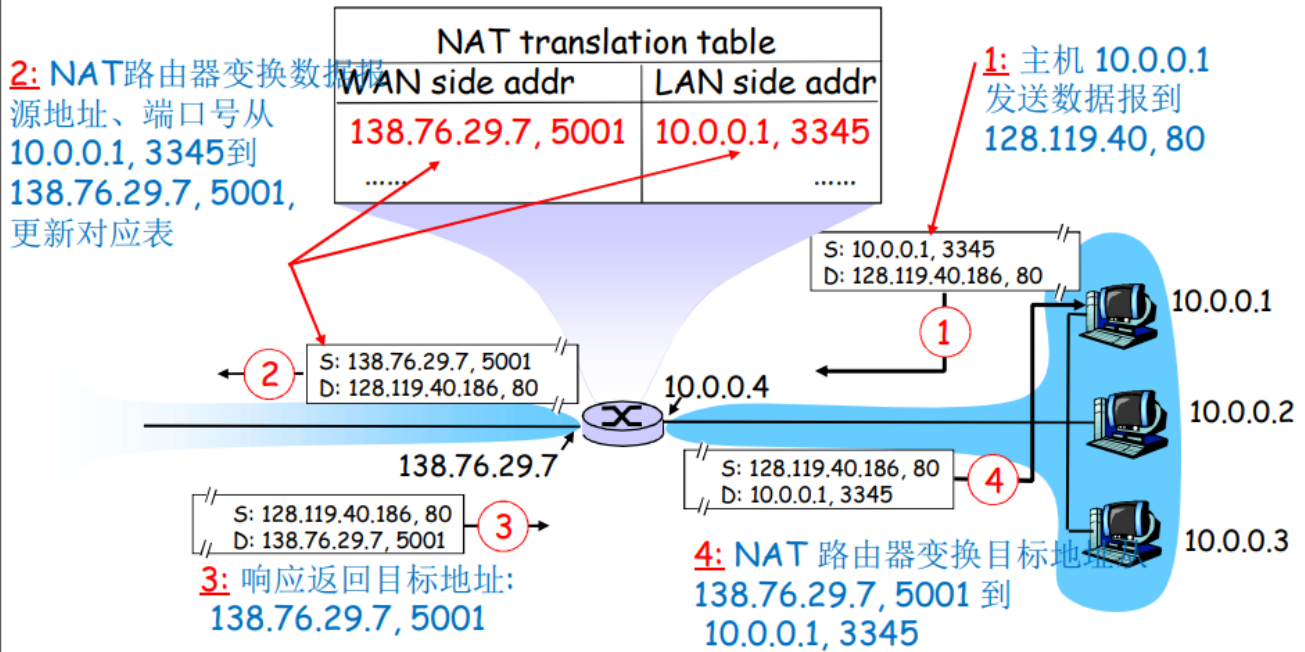 NAT translation table
WAN side addr
LAN side addr
138.76.29.7, 5001
10.0.0.1, 3345
......
......
2: NAT路由器变换数据报
源地址、端口号从
10.0.0.1, 3345到
138.76.29.7, 5001,
更新对应表
1: 主机 10.0.0.1
发送数据报到
128.119.40, 80
S: 10.0.0.1, 3345
D: 128.119.40.186, 80
1
10.0.0.1
2
S: 138.76.29.7, 5001
D: 128.119.40.186, 80
10.0.0.4
10.0.0.2
138.76.29.7
S: 128.119.40.186, 80
D: 10.0.0.1, 3345
4
S: 128.119.40.186, 80
D: 138.76.29.7, 5001
3
10.0.0.3
3: 响应返回目标地址:
138.76.29.7, 5001
4: NAT 路由器变换目标地址从
138.76.29.7, 5001 到
10.0.0.1, 3345